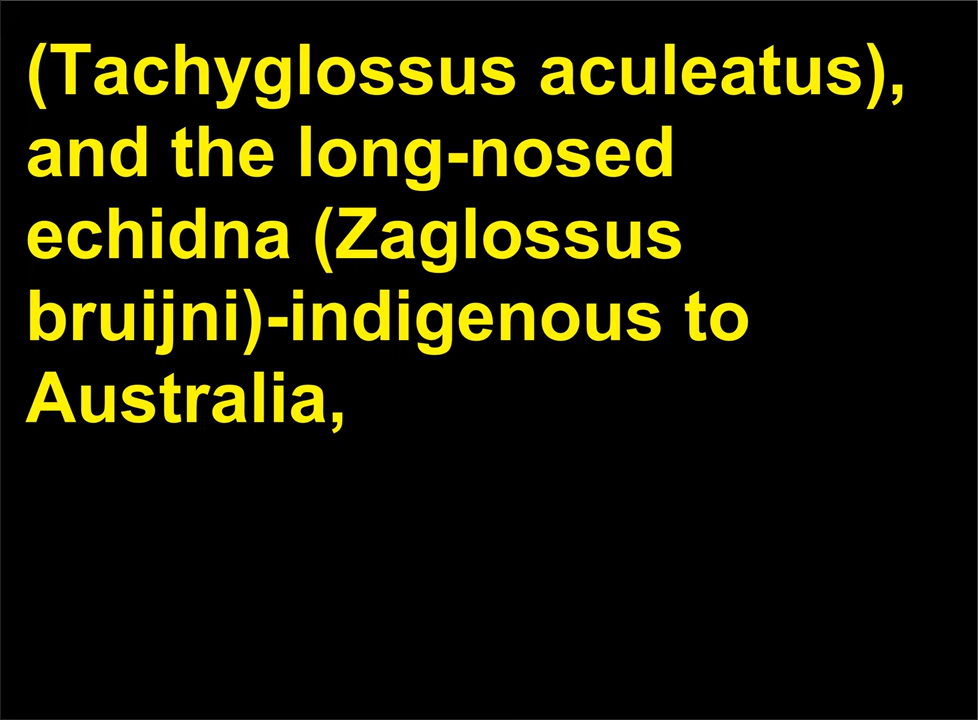 (Tachyglossus aculeatus),
and the long-nosed
echidna (Zaglossus
bruijni)-indigenous to
Australia,